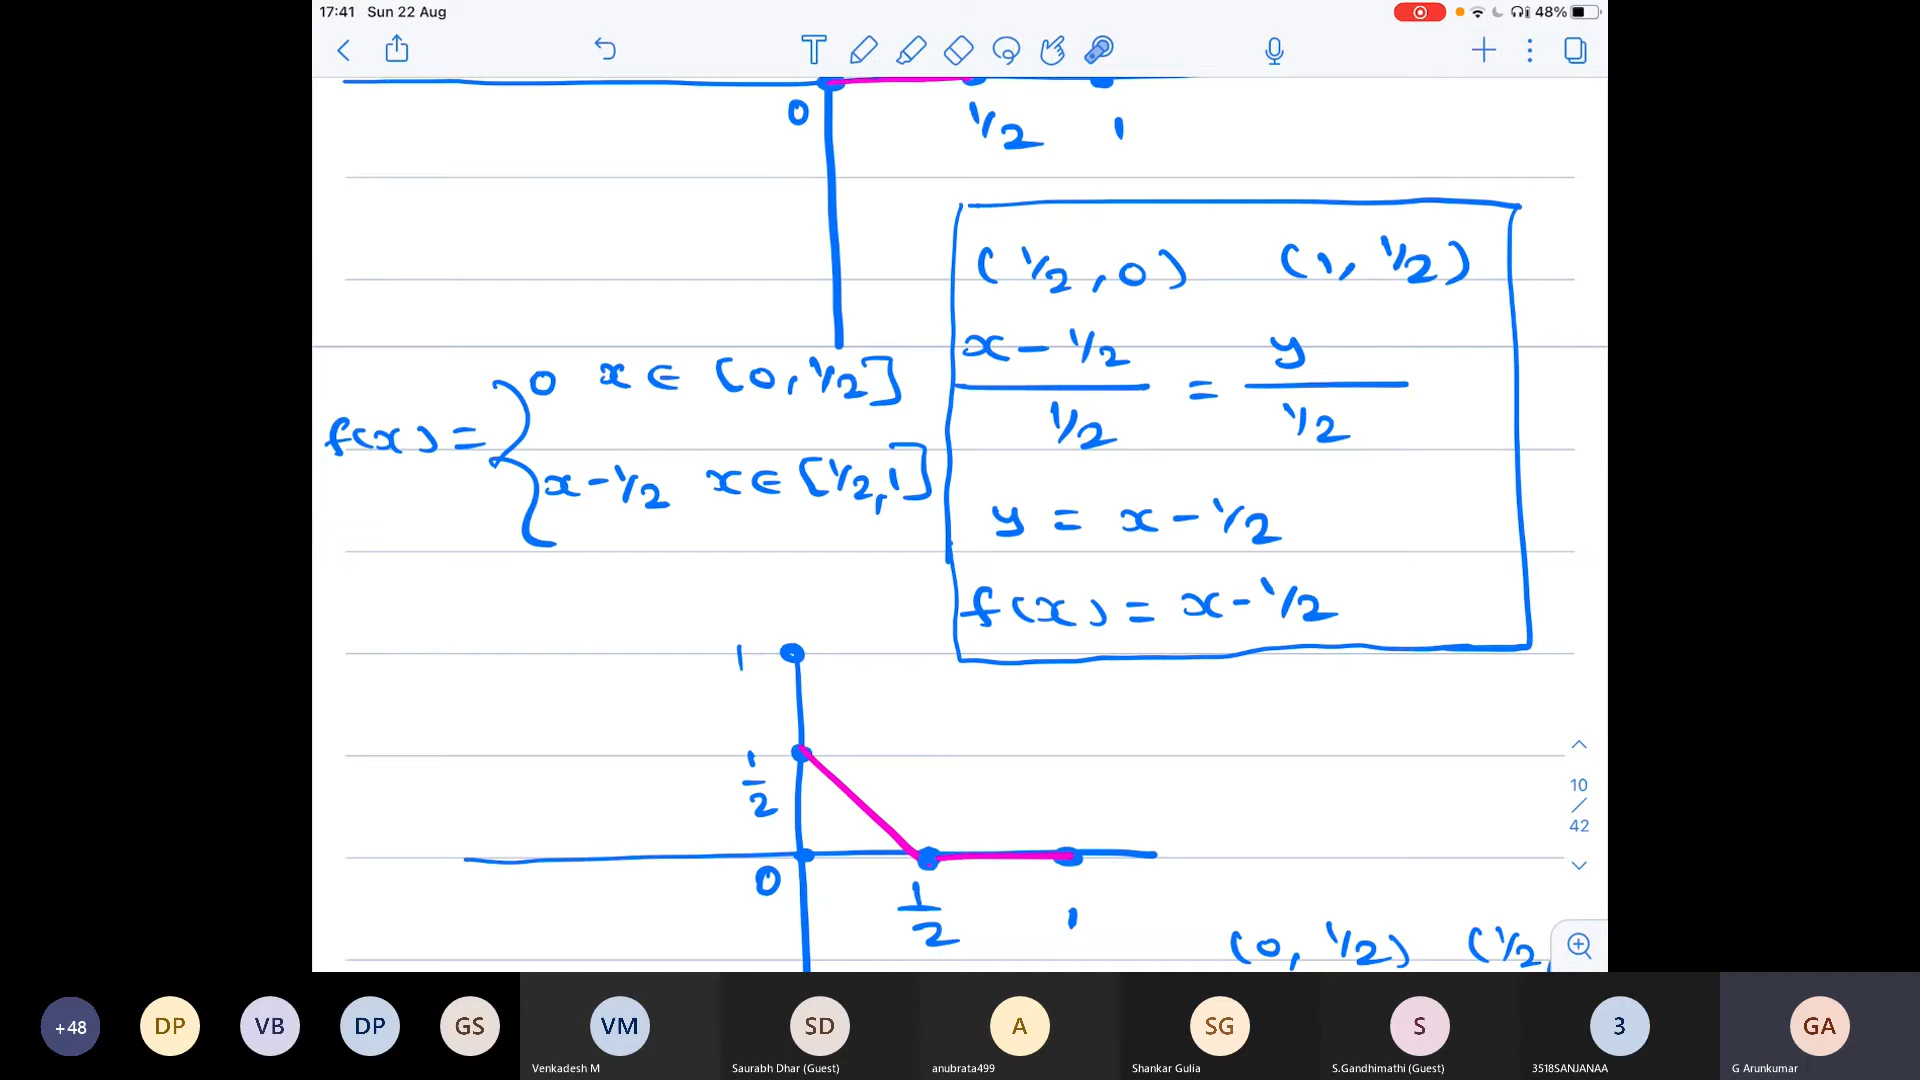 17:41 Sun 22 Aug
48%
0 1/2 1
(1/2, 0) (1, 1/2)
x - 1/2 = y
1/2 1/2
f(x) = { 0 x ∈ [0, 1/2]
x - 1/2 x ∈ [1/2, 1]
y = x - 1/2
f(x) = x - 1/2
1
1/2
0 1/2 1
10
/
42
(0, 1/2) (1/2,
+48 DP VB DP GS VM SD A SG S 3 GA
Venkadesh M Saurabh Dhar (Guest) anubrata499 Shankar Gulia S.Gandhimathi (Guest) 3518SANJANAA G Arunkumar